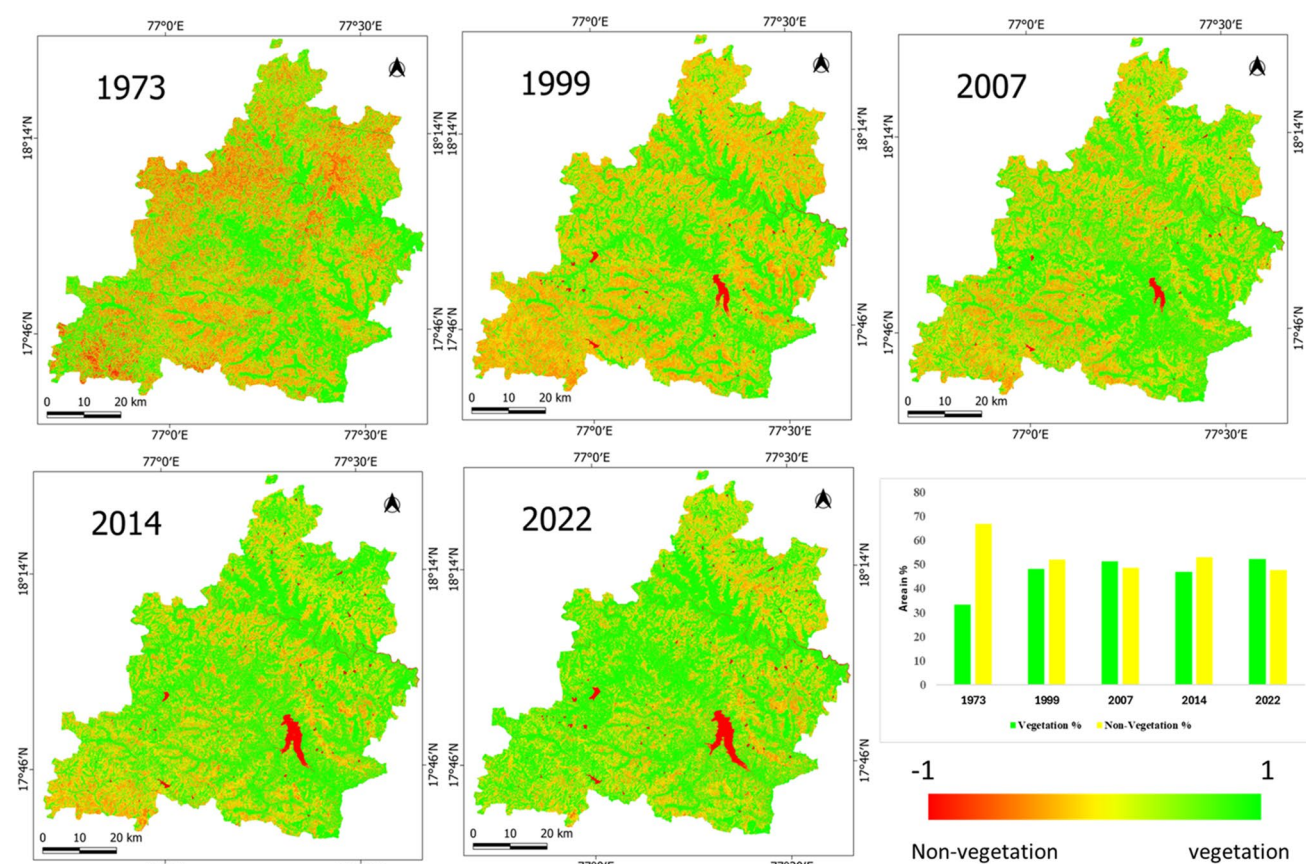 77°0′E 77°30′E
1973
18°14′N
17°46′N
0 10 20 km
77°0′E 77°30′E
77°0′E 77°30′E
1999
18°14′N 18°14′N
17°46′N 17°46′N
0 10 20 km
77°0′E 77°30′E
77°0′E 77°30′E
2007
18°14′N 18°14′N
17°46′N 17°46′N
0 10 20 km
77°0′E 77°30′E
77°0′E 77°30′E
2014
18°14′N
17°46′N
0 10 20 km
77°0′E 77°30′E
2022
18°14′N 18°14′N
17°46′N 17°46′N
0 10 20 km
Area in %
80
70
60
50
40
30
20
10
0
1973 1999 2007 2014 2022
Vegetation % Non-Vegetation %
-1 1
Non-vegetation vegetation